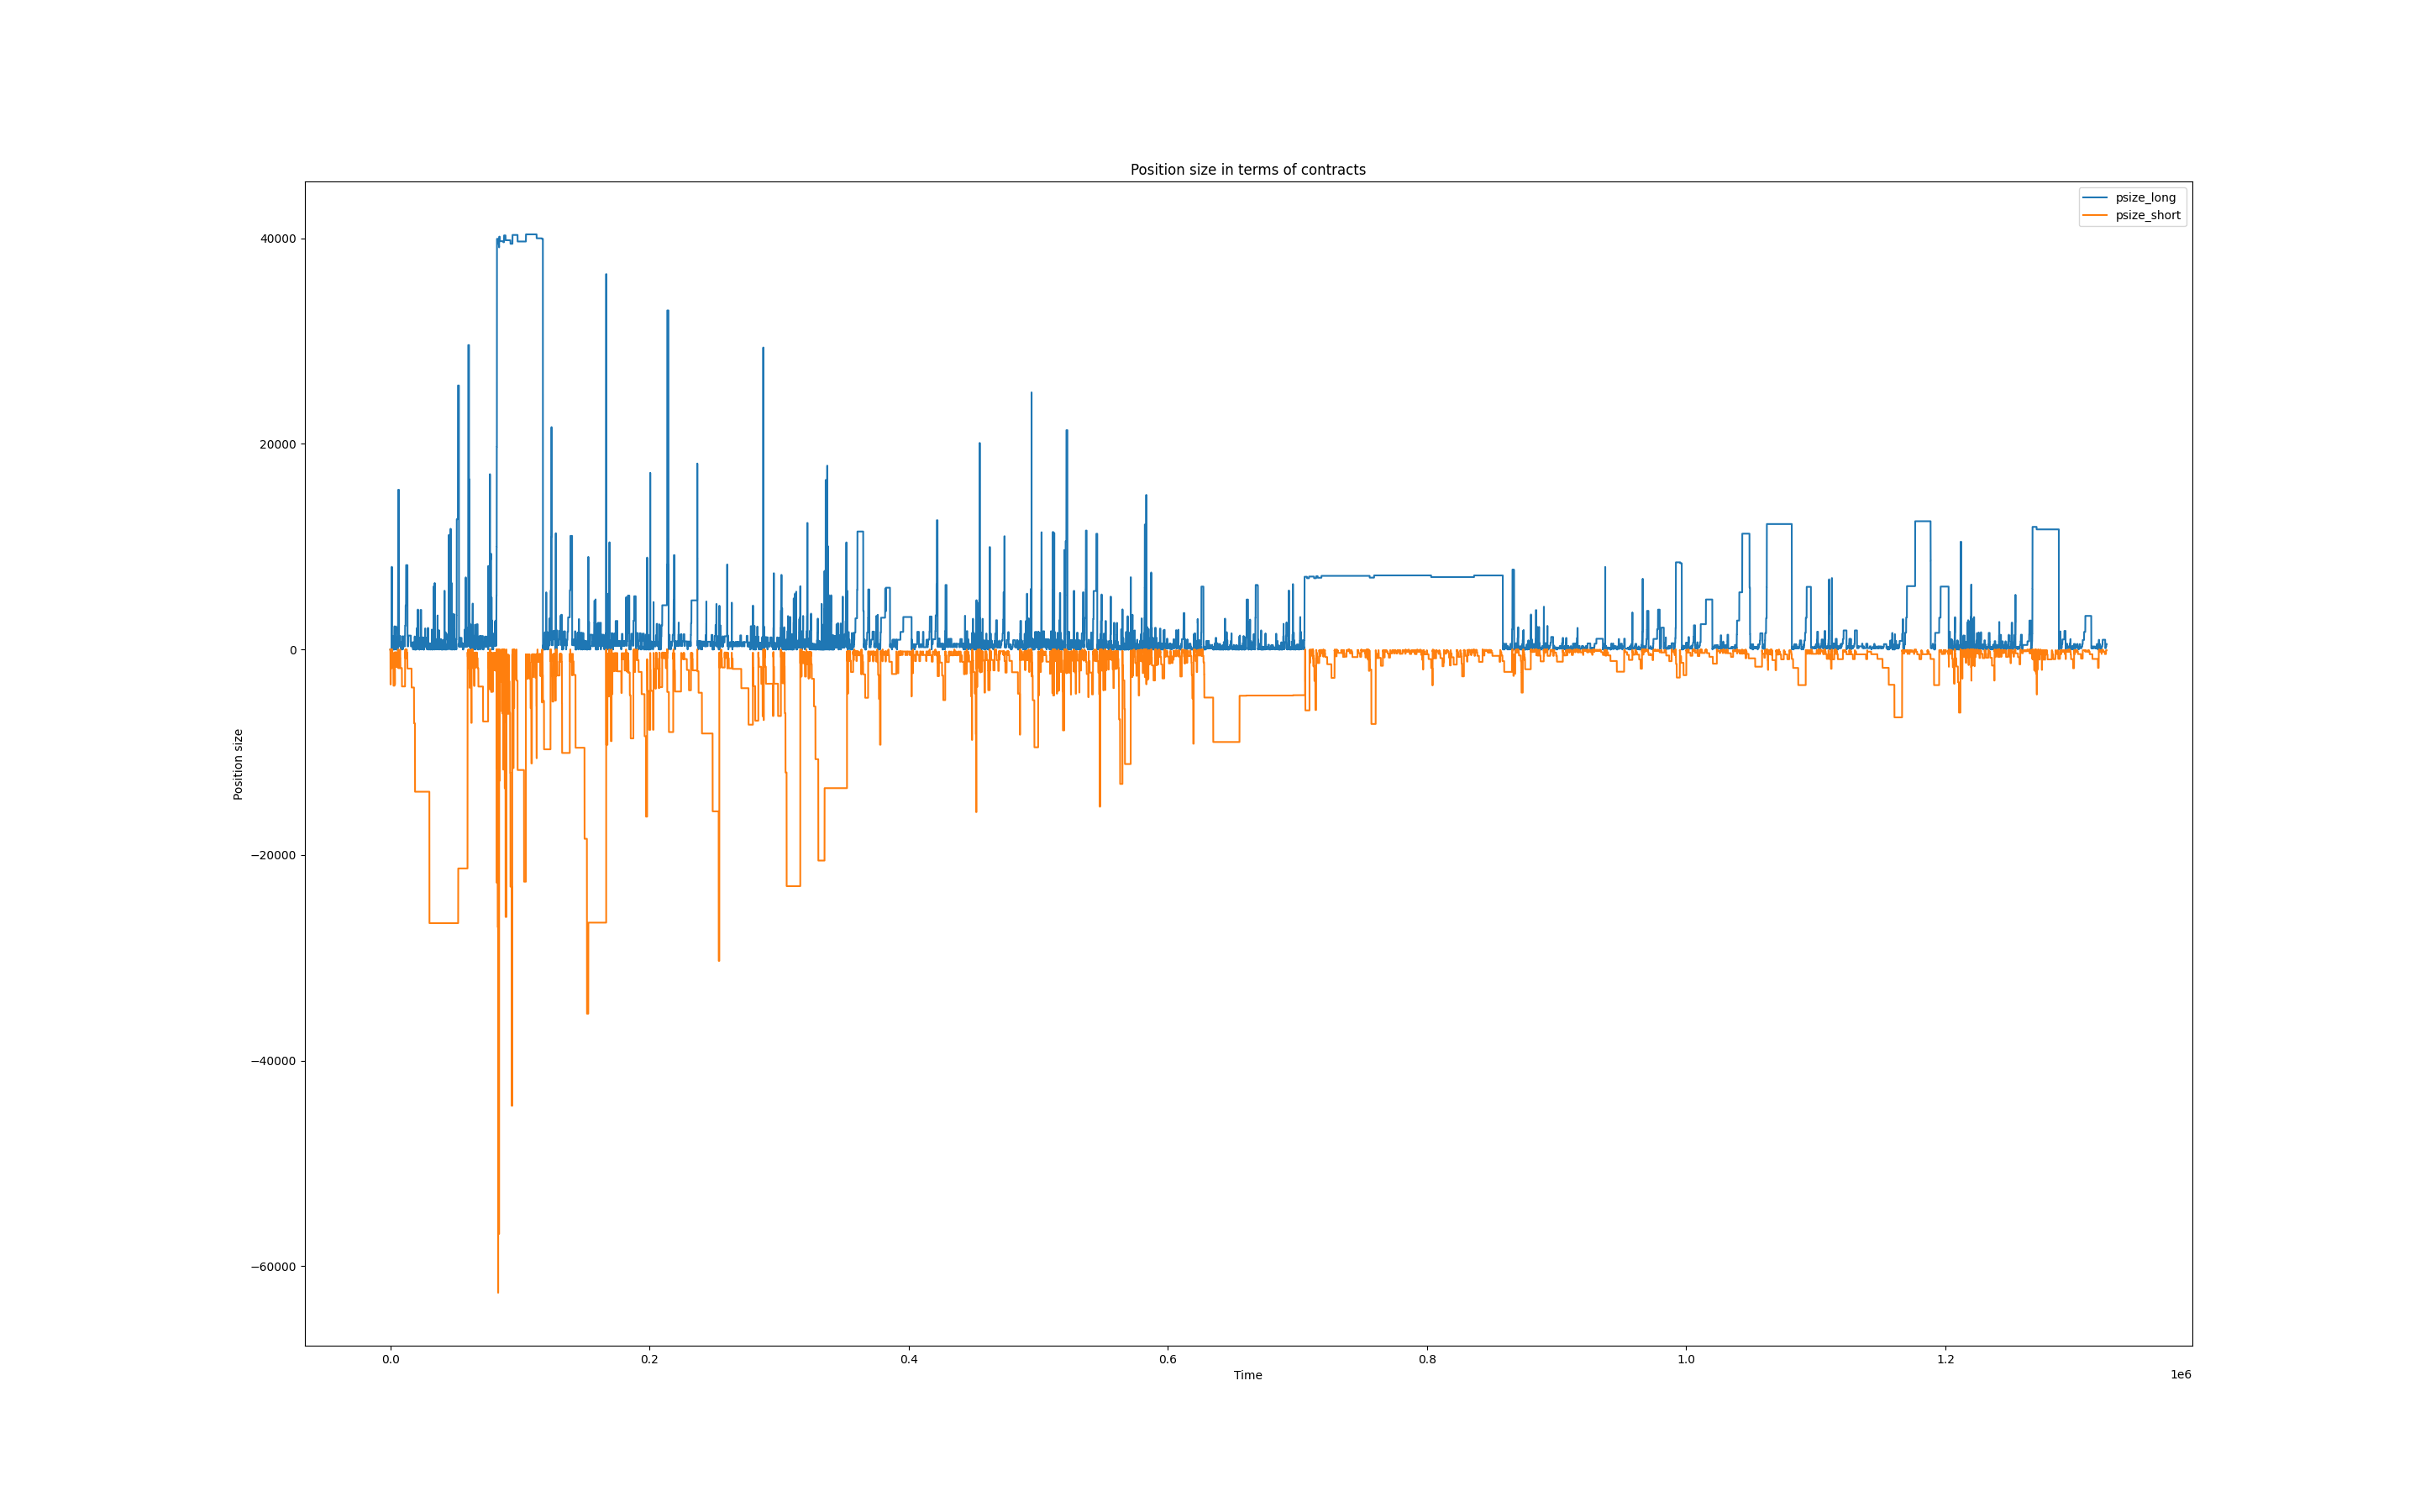 Position size in terms of contracts
psize_long
psize_short
40000
20000
0
−20000
−40000
−60000
Position size
0.0 0.2 0.4 0.6 0.8 1.0 1.2
Time
1e6